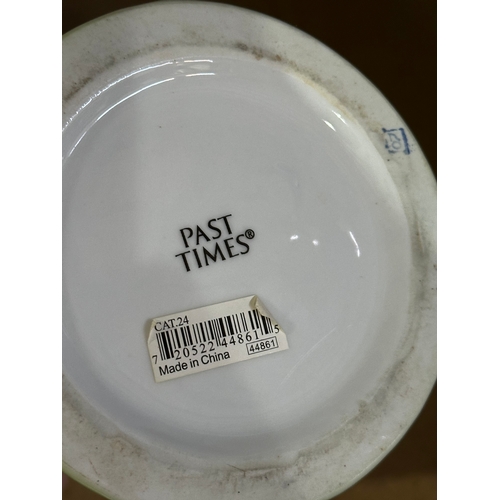 PAST
TIMES®
CAT.24
7 20522 44861 5
Made in China 44861